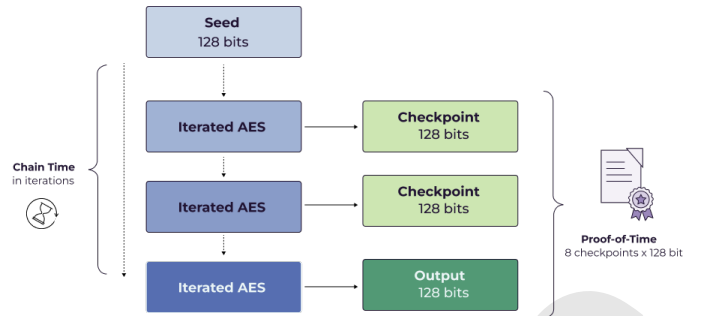 Seed
128 bits
Iterated AES
Checkpoint
128 bits
Chain Time
in iterations
Iterated AES
Checkpoint
128 bits
Proof-of-Time
8 checkpoints x 128 bit
Iterated AES
Output
128 bits